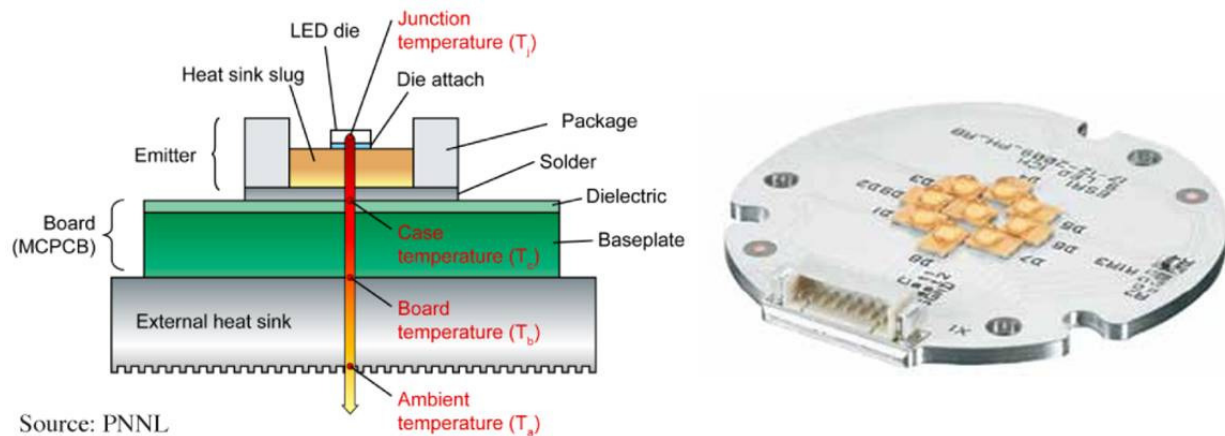 LED die
Junction
temperature (Tj)
Heat sink slug
Die attach
Package
Emitter
Solder
Dielectric
Board
(MCPCB)
Baseplate
Case
temperature (Tc)
External heat sink
Board
temperature (Tb)
Ambient
temperature (Ta)
Source: PNNL
D3
D2
D9
D1
D5
D6
D7
D8
X1